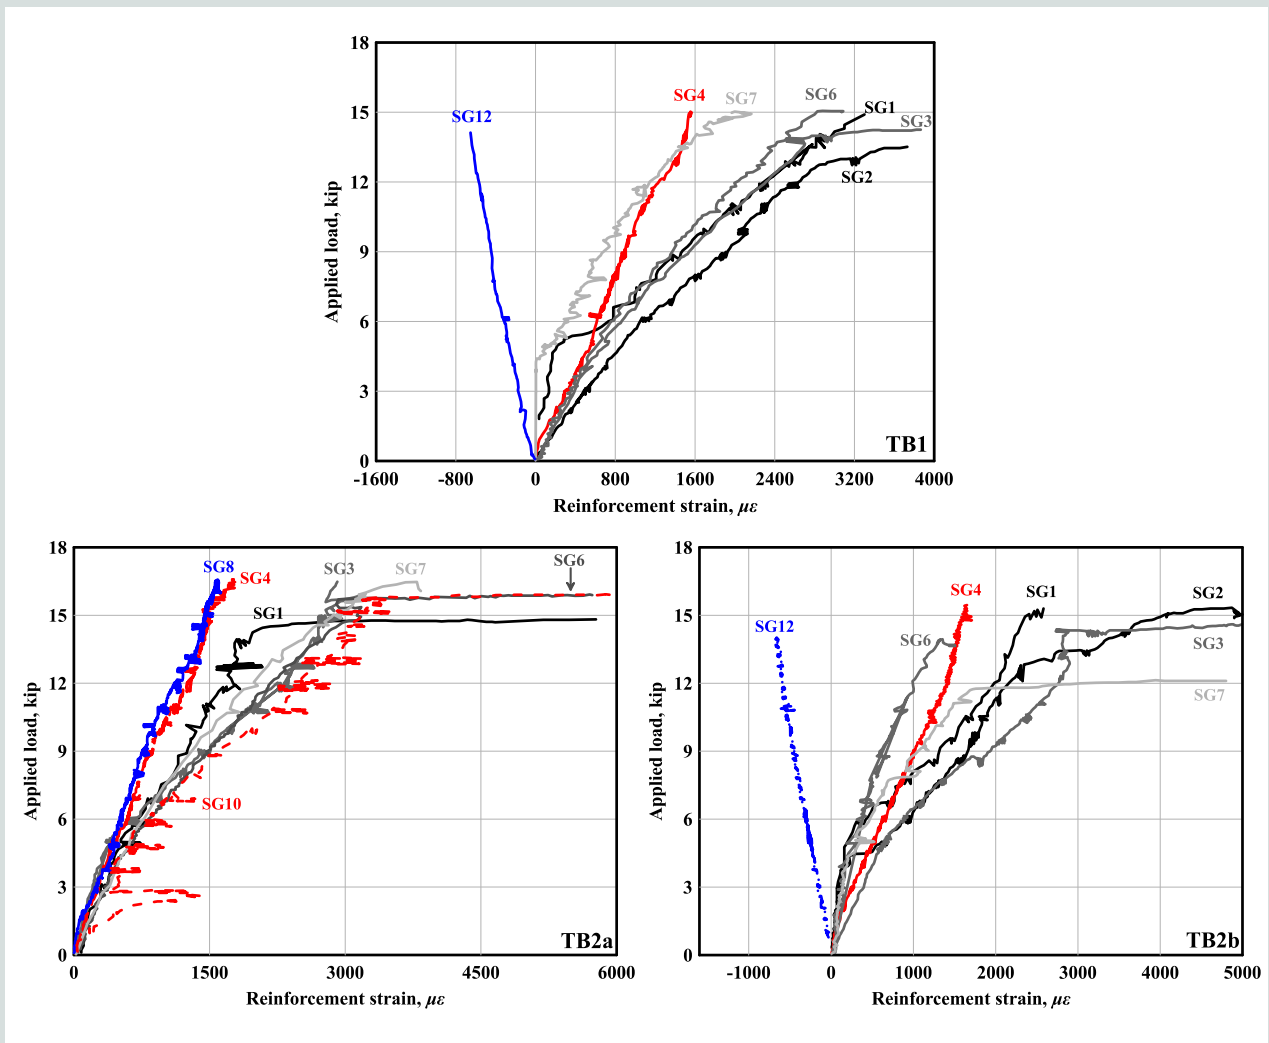 18
15
12
9
6
3
0
Applied load, kip
SG12
SG4
SG7
SG6
SG1
SG3
SG2
TB1
-1600 -800 0 800 1600 2400 3200 4000
Reinforcement strain, με
18
15
12
9
6
3
0
Applied load, kip
SG8
SG4
SG1
SG3
SG7
SG6
SG10
TB2a
0 1500 3000 4500 6000
Reinforcement strain, με
18
15
12
9
6
3
0
Applied load, kip
SG12
SG6
SG4
SG1
SG2
SG3
SG7
TB2b
-1000 0 1000 2000 3000 4000 5000
Reinforcement strain, με